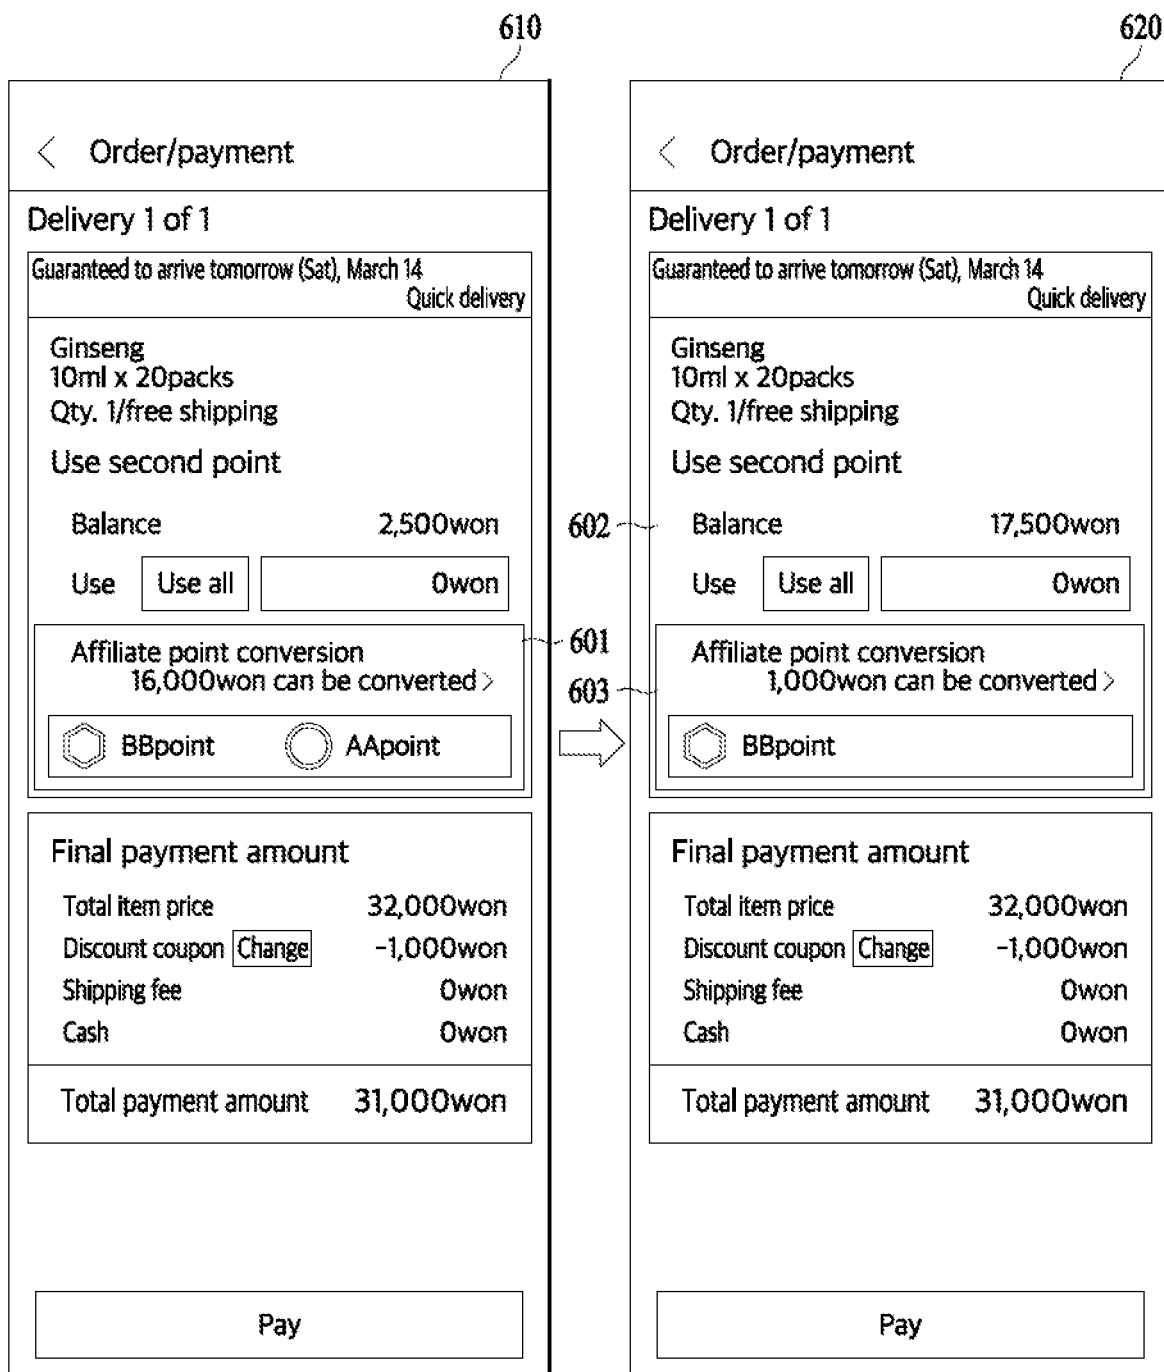 610
< Order/payment
Delivery 1 of 1
Guaranteed to arrive tomorrow (Sat), March 14
Quick delivery
Ginseng
10ml x 20packs
Qty. 1/free shipping
Use second point
Balance 2,500won
Use Use all 0won
601
Affiliate point conversion
16,000won can be converted >
BBpoint AApoint
Final payment amount
Total item price 32,000won
Discount coupon Change -1,000won
Shipping fee 0won
Cash 0won
Total payment amount 31,000won
Pay
620
< Order/payment
Delivery 1 of 1
Guaranteed to arrive tomorrow (Sat), March 14
Quick delivery
Ginseng
10ml x 20packs
Qty. 1/free shipping
Use second point
602 Balance 17,500won
Use Use all 0won
Affiliate point conversion
603 1,000won can be converted >
BBpoint
Final payment amount
Total item price 32,000won
Discount coupon Change -1,000won
Shipping fee 0won
Cash 0won
Total payment amount 31,000won
Pay